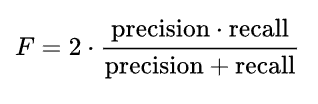 F = 2 · (precision · recall) / (precision + recall)